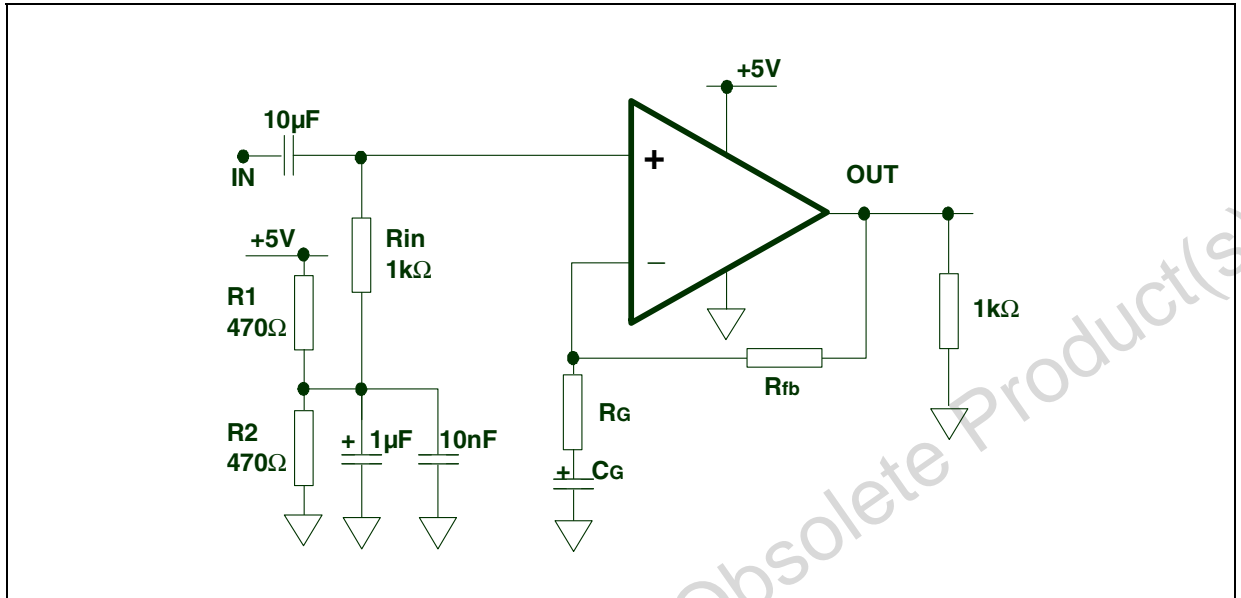 +5V
10µF
IN
+
OUT
+5V
Rin
1kΩ
R1
470Ω
−
1kΩ
Rfb
RG
R2
470Ω
+ 1µF
10nF
+ CG
Obsolete Product(s)